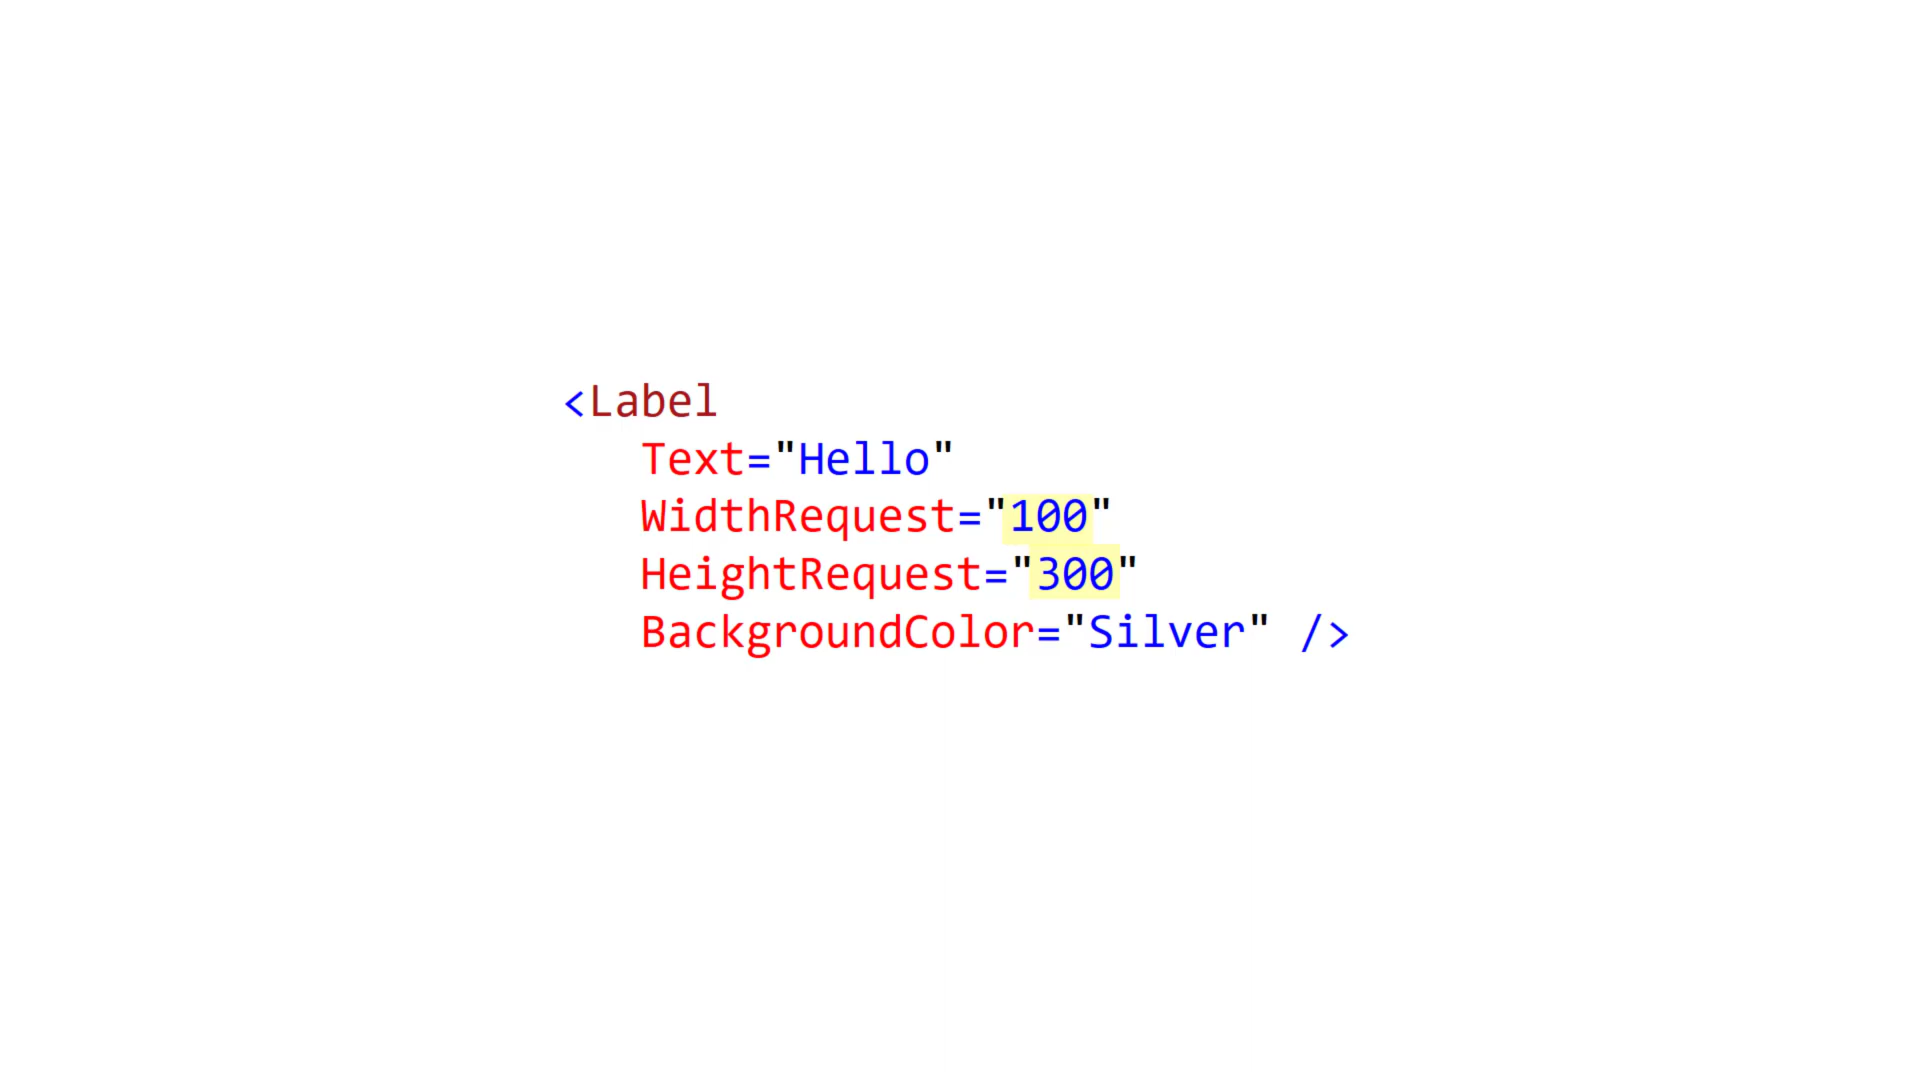 <Label
Text="Hello"
WidthRequest="100"
HeightRequest="300"
BackgroundColor="Silver" />